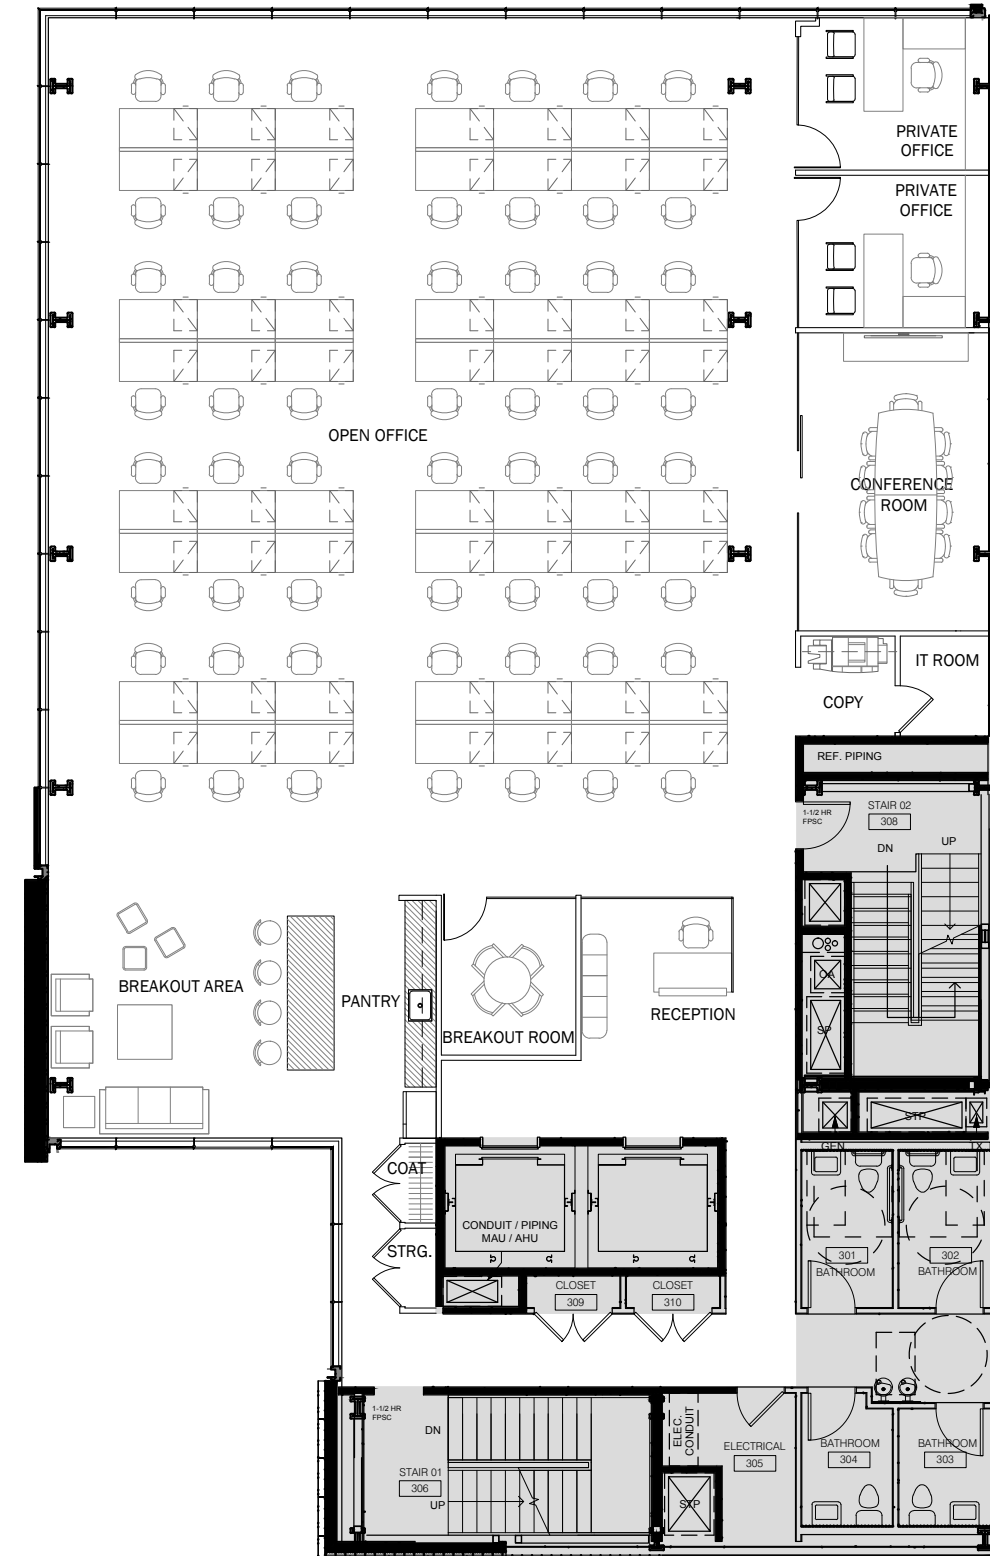 PRIVATE
OFFICE
PRIVATE
OFFICE
OPEN OFFICE
CONFERENCE
ROOM
IT ROOM
COPY
REF. PIPING
STAIR 02
308
1-1/2 HR
FPSC
DN
UP
BREAKOUT AREA
PANTRY
BREAKOUT ROOM
RECEPTION
OA
SP
STP
GEN
TX
COAT
STRG.
CONDUIT / PIPING
MAU / AHU
CLOSET
309
CLOSET
310
301
BATHROOM
302
BATHROOM
1-1/2 HR
FPSC
DN
STAIR 01
306
UP
ELEC.
CONDUIT
STP
ELECTRICAL
305
BATHROOM
304
BATHROOM
303